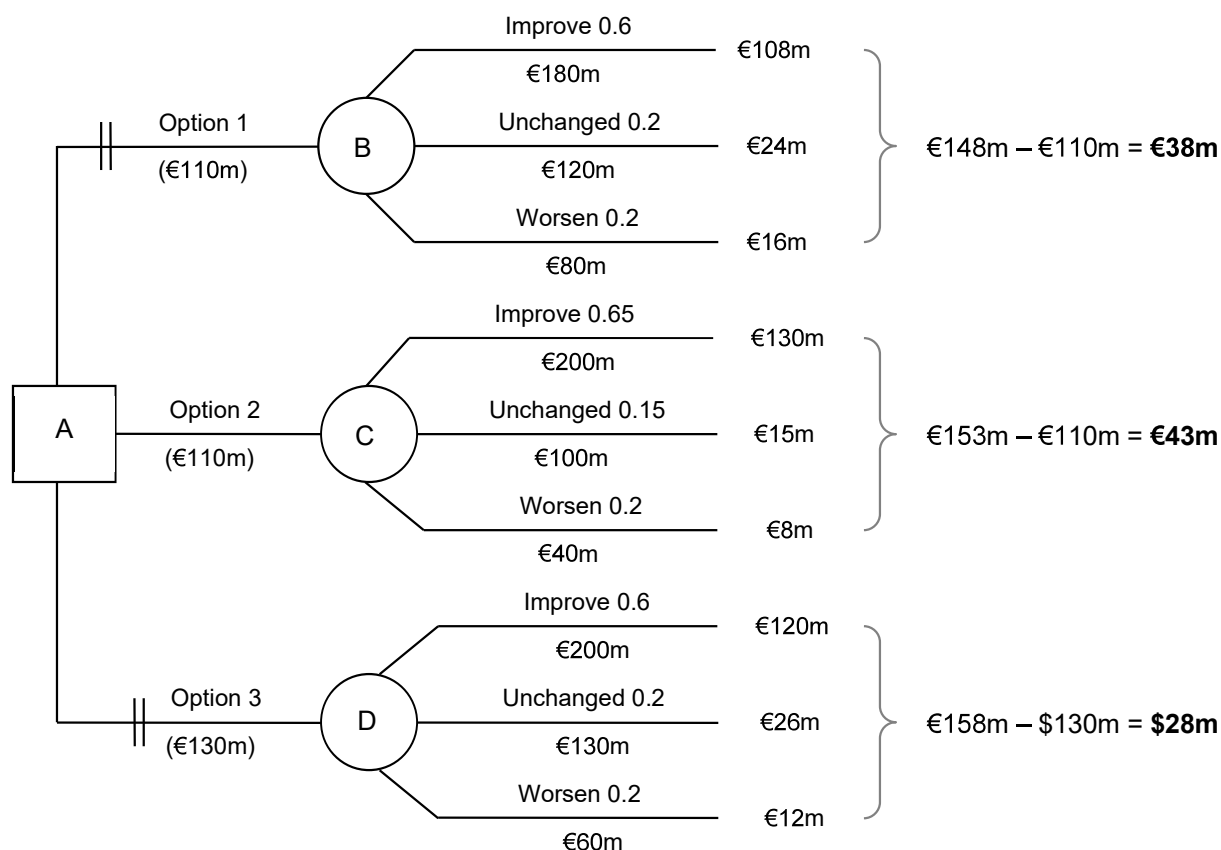 Improve 0.6
€180m
€108m
Option 1
(€110m)
B
Unchanged 0.2
€120m
€24m
€148m – €110m = €38m
Worsen 0.2
€80m
€16m
Improve 0.65
€200m
€130m
A
Option 2
(€110m)
C
Unchanged 0.15
€100m
€15m
€153m – €110m = €43m
Worsen 0.2
€40m
€8m
Improve 0.6
€200m
€120m
Option 3
(€130m)
D
Unchanged 0.2
€130m
€26m
€158m – $130m = $28m
Worsen 0.2
€60m
€12m